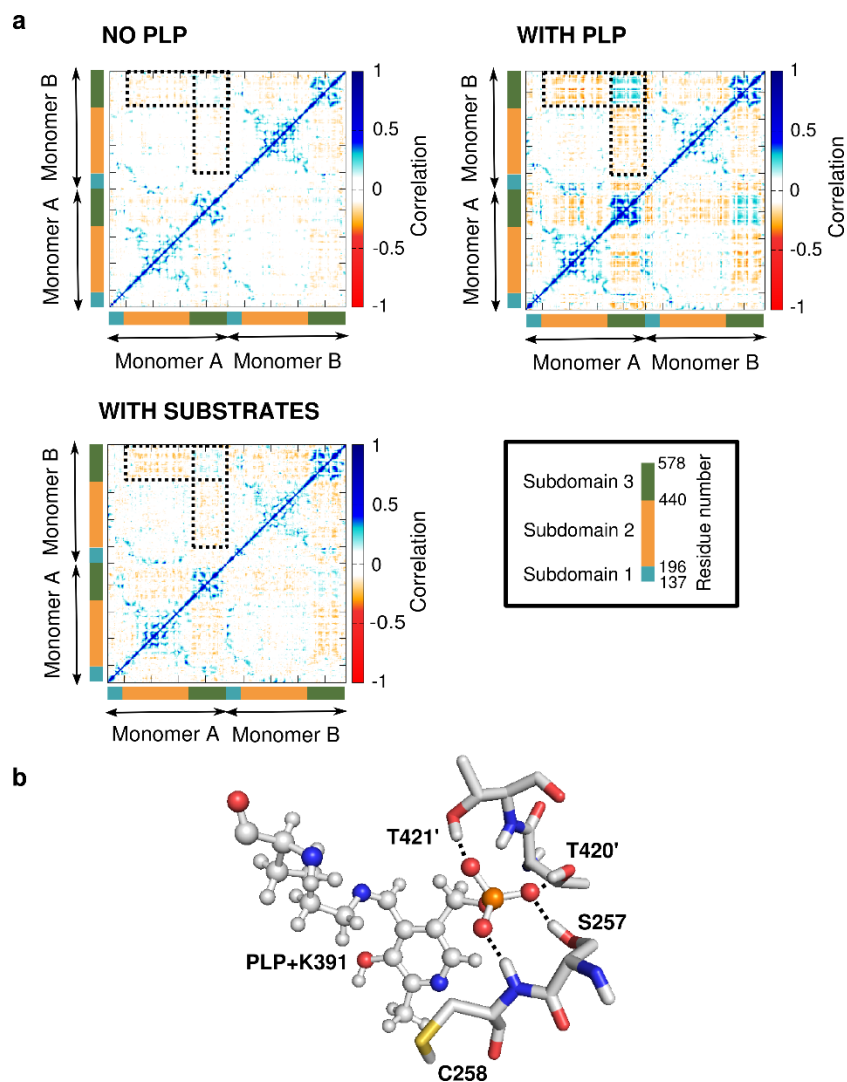 a
NO PLP
WITH PLP
Monomer B
Monomer A
1
0.5
0
-0.5
-1
Correlation
Monomer A
Monomer B
Monomer B
Monomer A
1
0.5
0
-0.5
-1
Correlation
Monomer A
Monomer B
WITH SUBSTRATES
Monomer B
Monomer A
1
0.5
0
-0.5
-1
Correlation
Monomer A
Monomer B
Subdomain 3
Subdomain 2
Subdomain 1
578
440
196
137
Residue number
b
T421'
T420'
S257
PLP+K391
C258